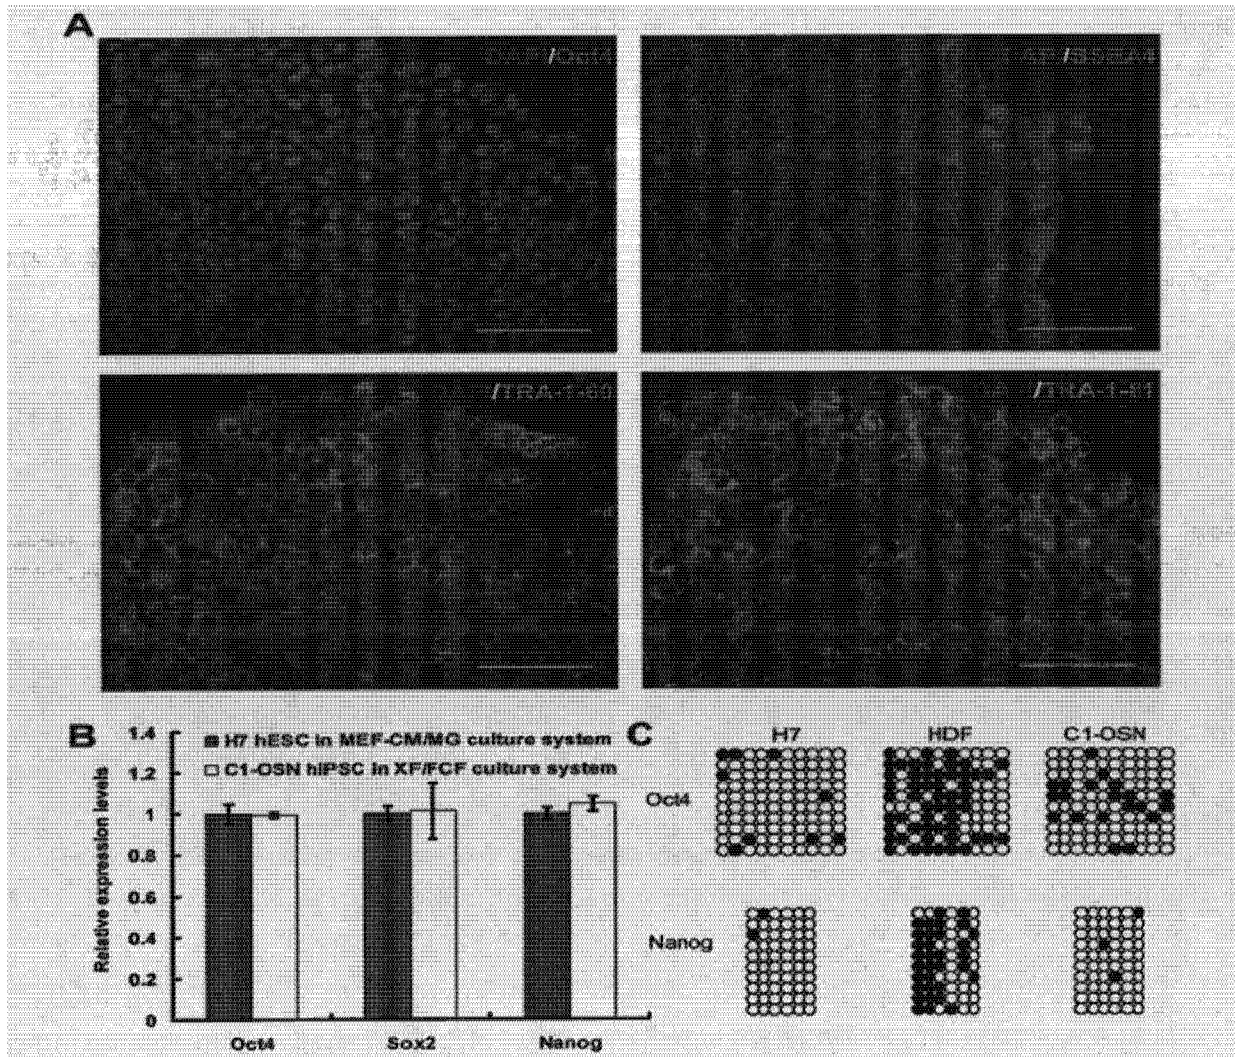 A
/Oct4
/SSEA4
/TRA-1-60
/TRA-1-81
B
Relative expression levels
1.4
1.2
1
0.8
0.6
0.4
0.2
0
H7 hESC in MEF-CM/MG culture system
C1-OSN hiPSC in XF/FCF culture system
Oct4 Sox2 Nanog
C
H7 HDF C1-OSN
Oct4
Nanog